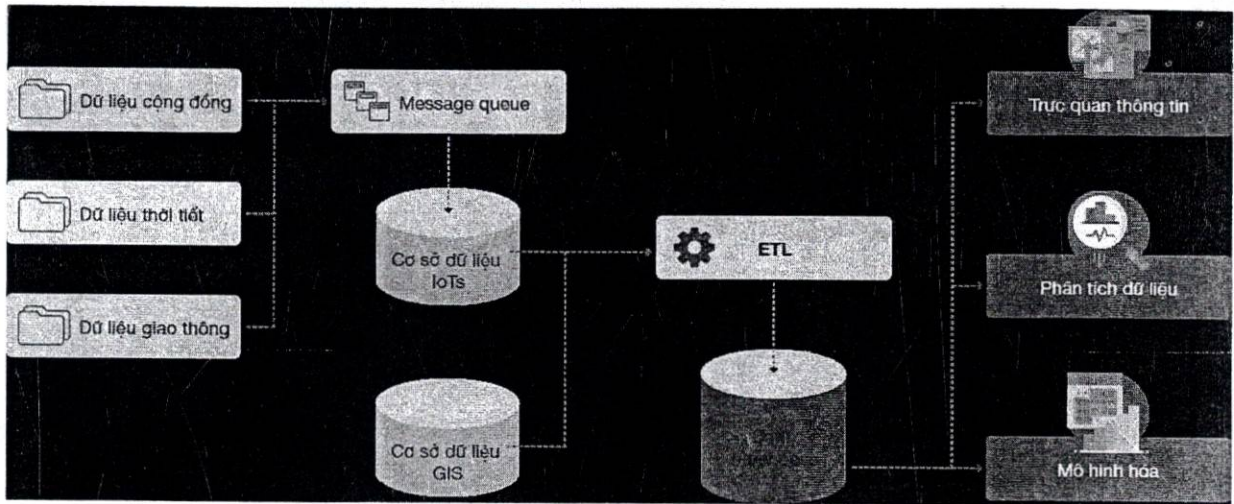 Dữ liệu cộng đồng
Message queue
Trực quan thông tin
Dữ liệu thời tiết
Cơ sở dữ liệu
IoTs
ETL
Phân tích dữ liệu
Dữ liệu giao thông
Cơ sở dữ liệu
GIS
Mô hình hóa